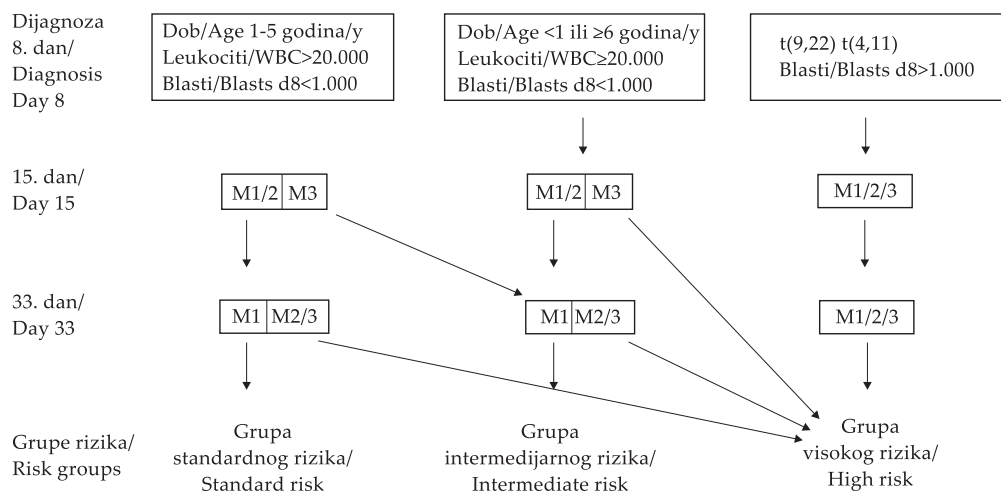 Dijagnoza
8. dan/
Diagnosis
Day 8
Dob/Age 1-5 godina/y
Leukociti/WBC>20.000
Blasti/Blasts d8<1.000
Dob/Age <1 ili ≥6 godina/y
Leukociti/WBC≥20.000
Blasti/Blasts d8<1.000
t(9,22) t(4,11)
Blasti/Blasts d8>1.000
15. dan/
Day 15
M1/2 M3
M1/2 M3
M1/2/3
33. dan/
Day 33
M1 M2/3
M1 M2/3
M1/2/3
Grupe rizika/
Risk groups
Grupa
standardnog rizika/
Standard risk
Grupa
intermedijarnog rizika/
Intermediate risk
Grupa
visokog rizika/
High risk